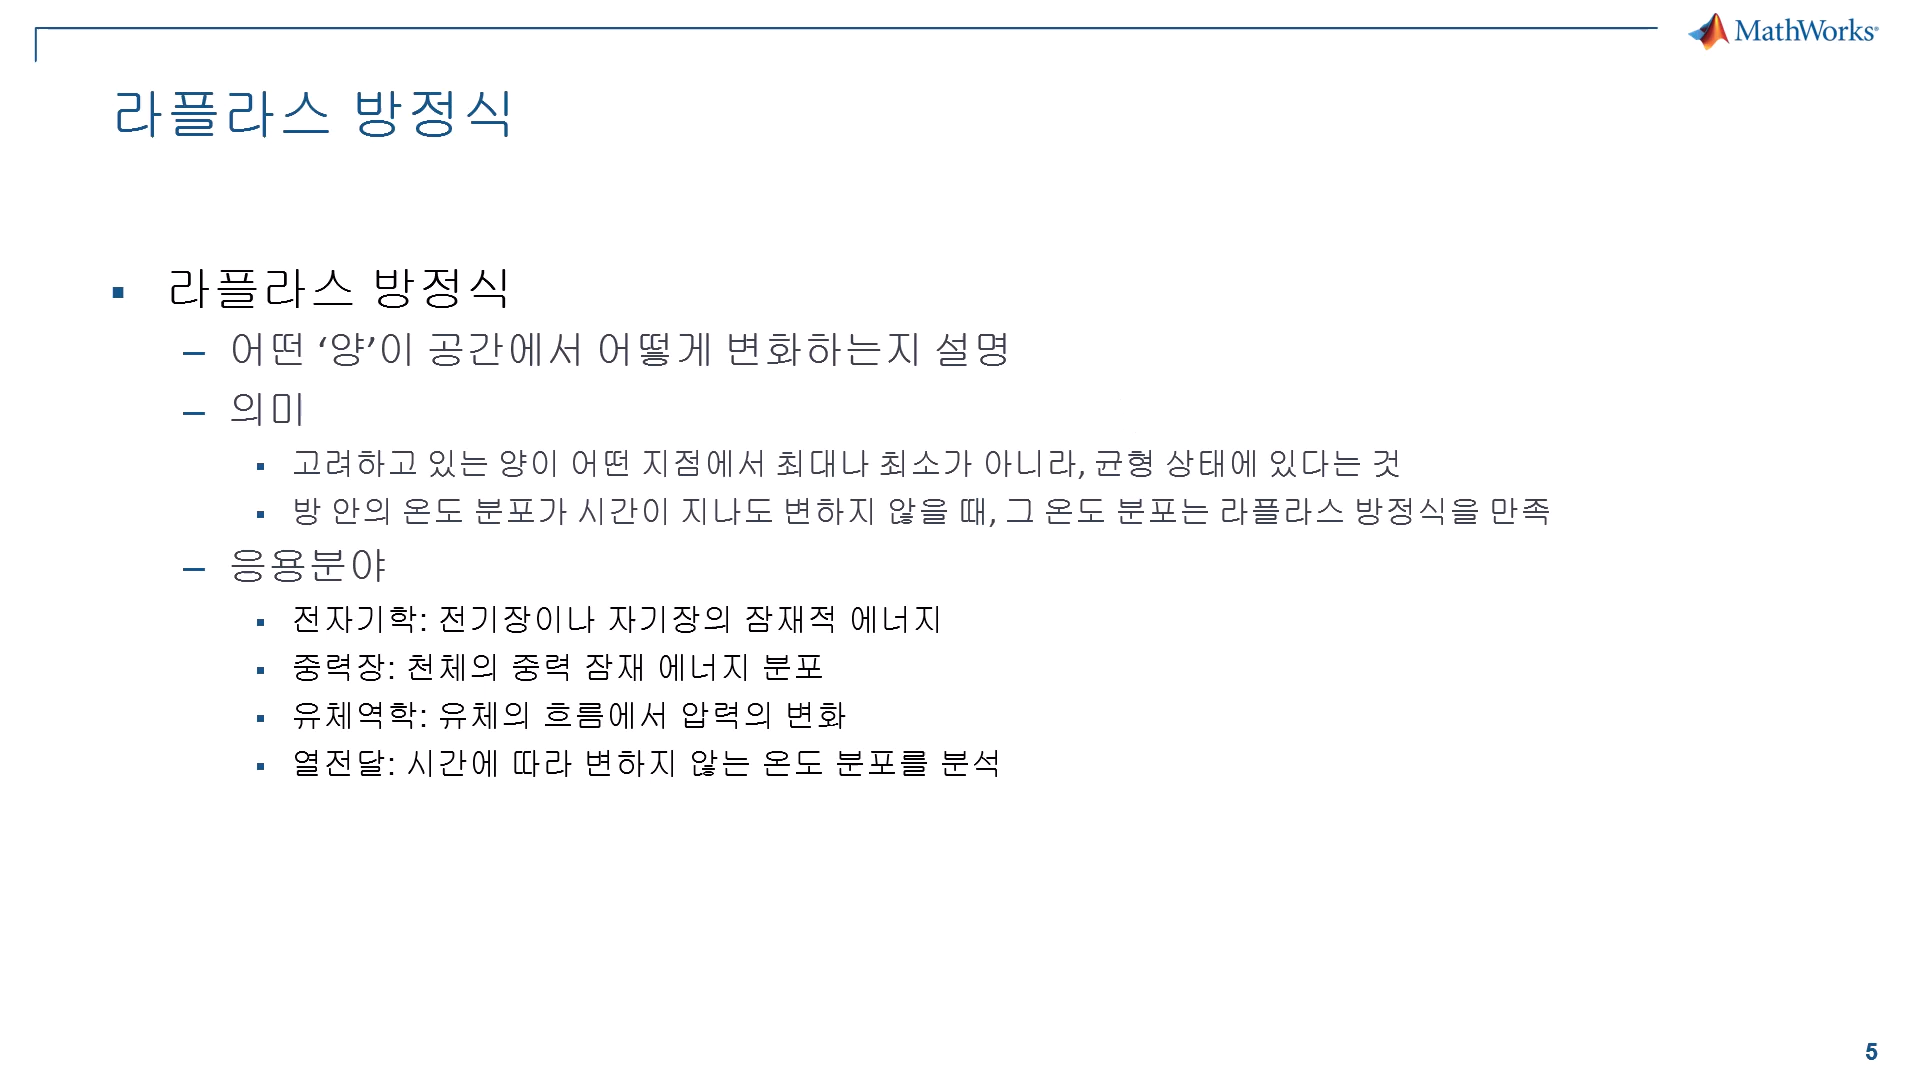 MathWorks®
라플라스 방정식
▪ 라플라스 방정식
– 어떤 ‘양’이 공간에서 어떻게 변화하는지 설명
– 의미
▪ 고려하고 있는 양이 어떤 지점에서 최대나 최소가 아니라, 균형 상태에 있다는 것
▪ 방 안의 온도 분포가 시간이 지나도 변하지 않을 때, 그 온도 분포는 라플라스 방정식을 만족
– 응용분야
▪ 전자기학: 전기장이나 자기장의 잠재적 에너지
▪ 중력장: 천체의 중력 잠재 에너지 분포
▪ 유체역학: 유체의 흐름에서 압력의 변화
▪ 열전달: 시간에 따라 변하지 않는 온도 분포를 분석
5